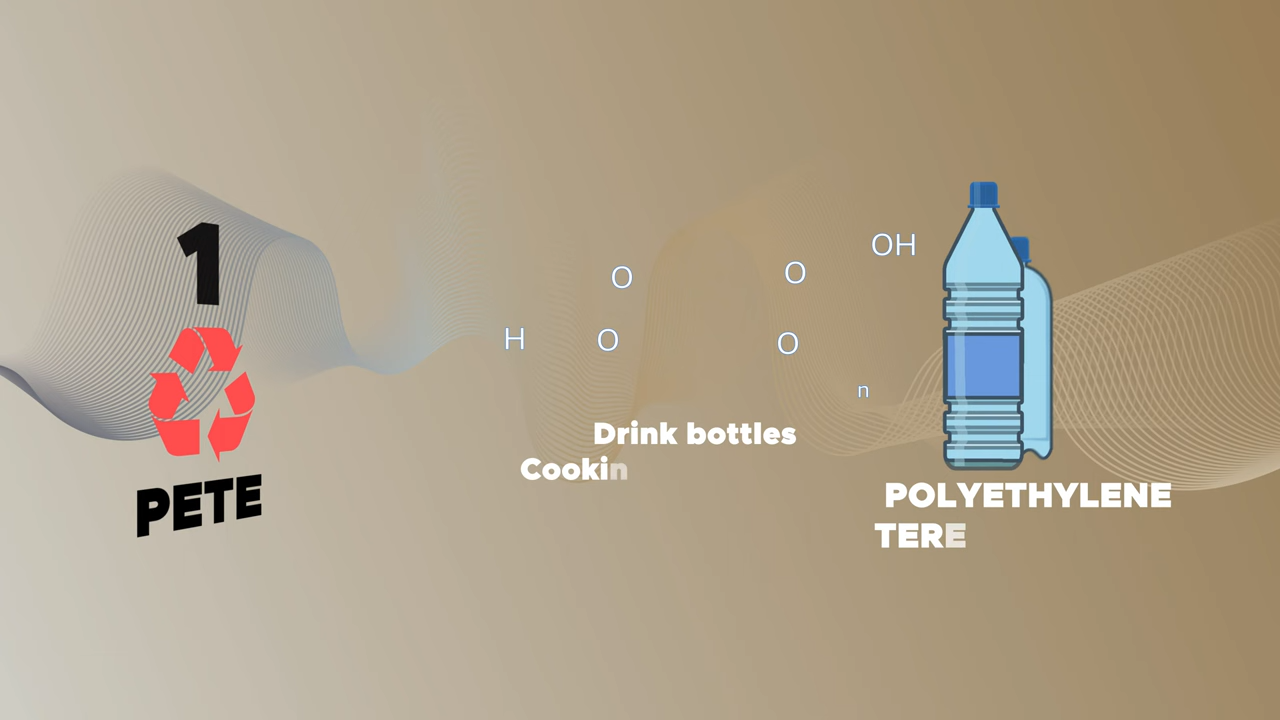 1
PETE
OH
O
O
H
O
O
n
Drink bottles
Cookin
POLYETHYLENE
TERE